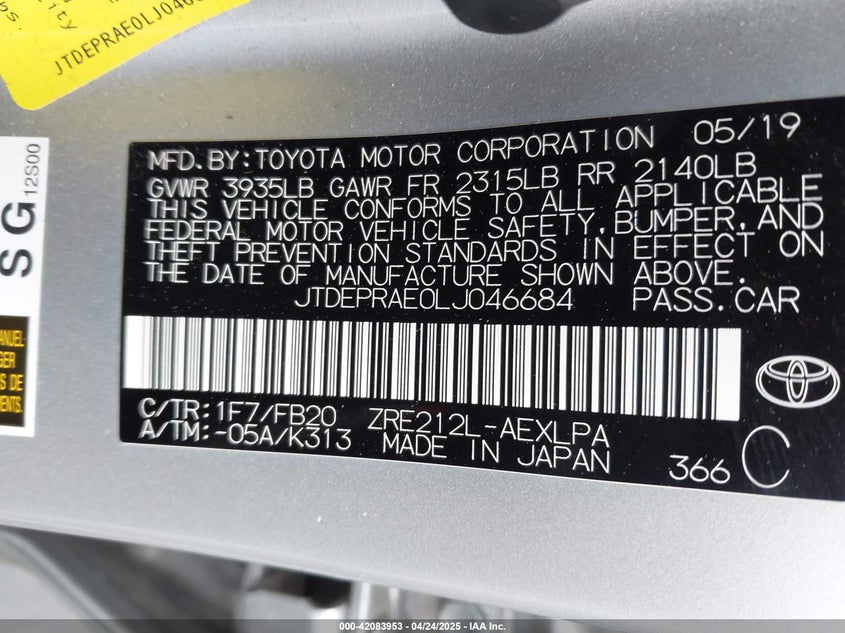 JTDEPRAE0LJ046
SG
12S00
MFD. BY: TOYOTA MOTOR CORPORATION 05/19
GVWR 3935LB GAWR FR 2315LB RR 2140LB
THIS VEHICLE CONFORMS TO ALL APPLICABLE
FEDERAL MOTOR VEHICLE SAFETY, BUMPER, AND
THEFT PREVENTION STANDARDS IN EFFECT ON
THE DATE OF MANUFACTURE SHOWN ABOVE.
JTDEPRAE0LJ046684 PASS. CAR
C/TR: 1F7/FB20 ZRE212L-AEXLPA
A/TM: -05A/K313 MADE IN JAPAN
366 C
000-42083953 - 04/24/2025 - IAA Inc.